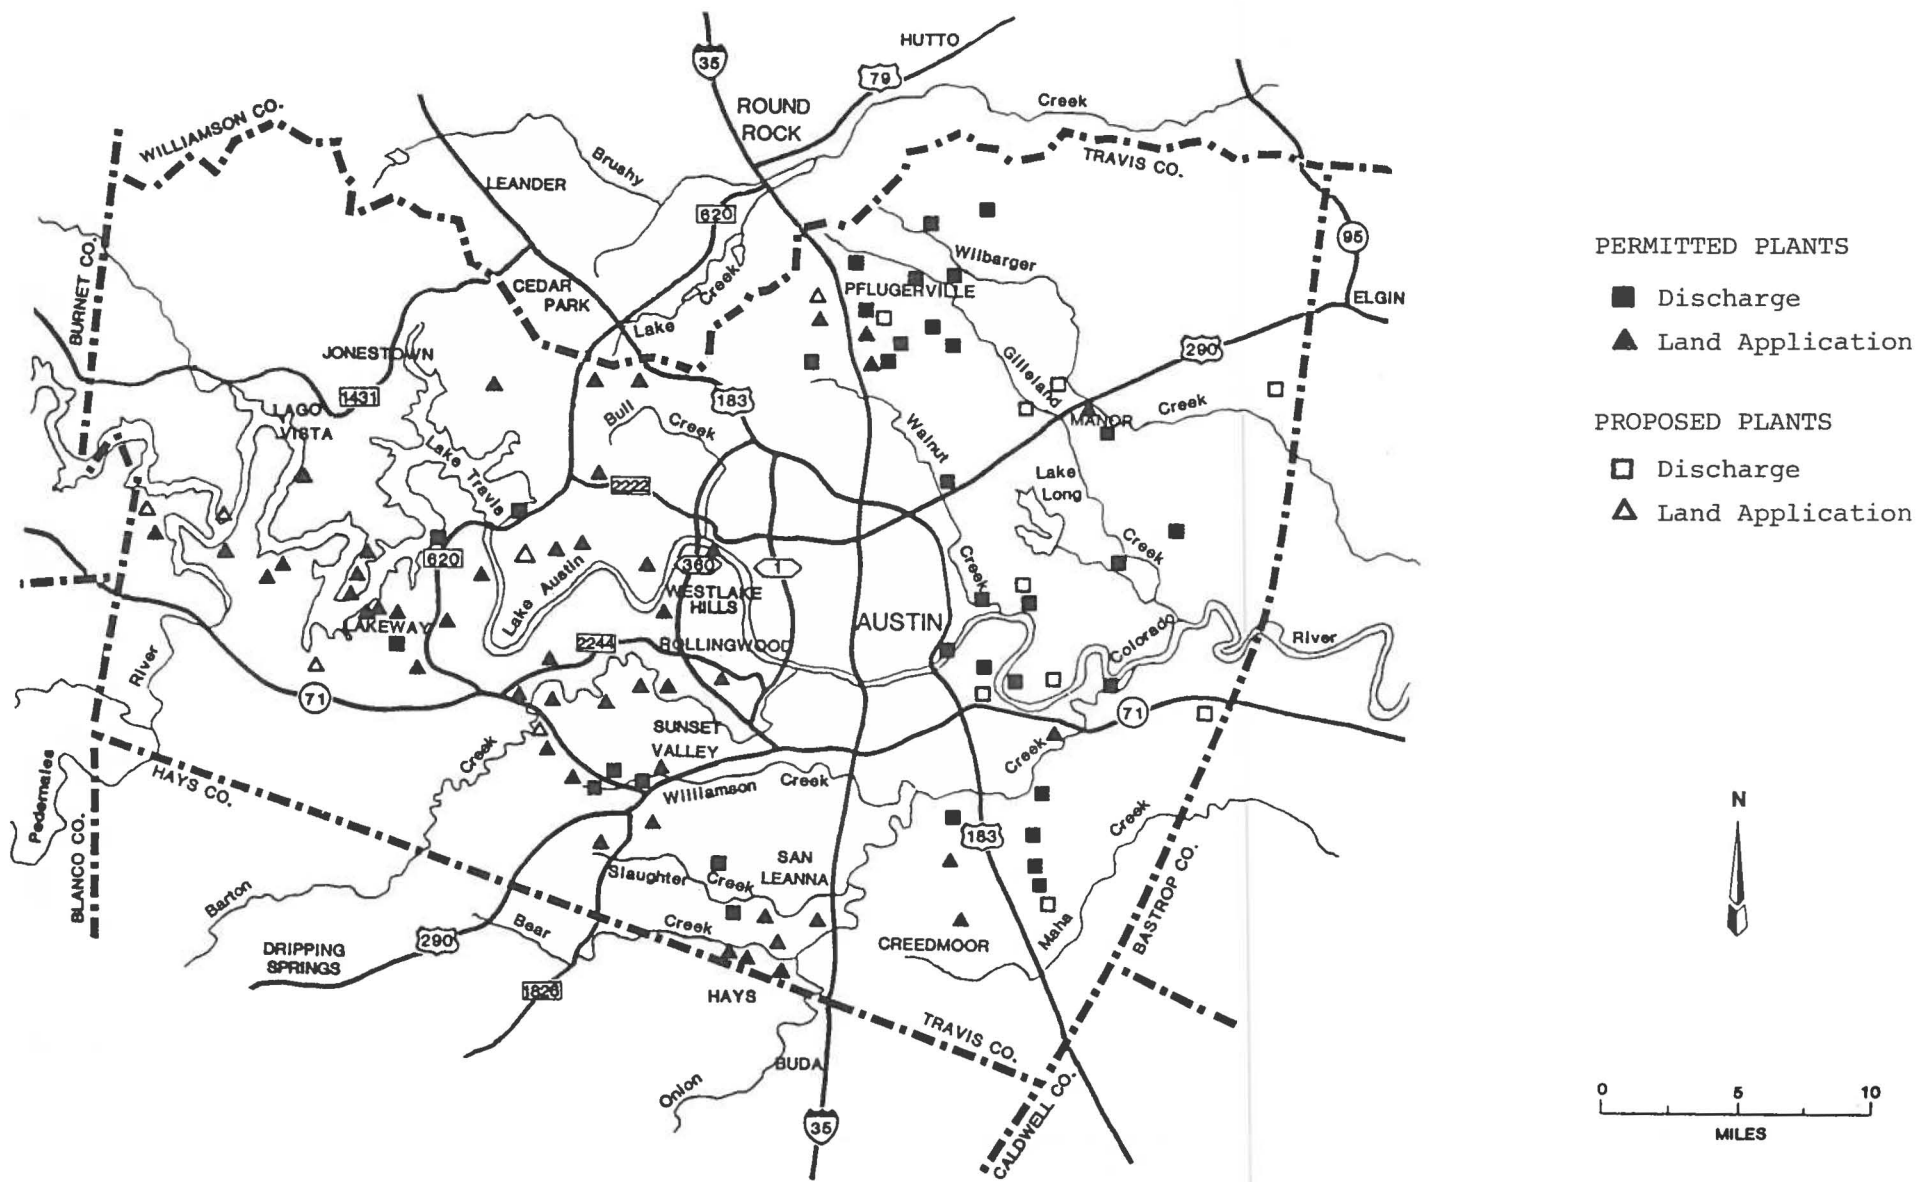 HUTTO
35
79
ROUND
ROCK
Creek
WILLIAMSON CO.
TRAVIS CO.
Brushy
LEANDER
620
95
BURNET CO.
Wilbarger
CEDAR
PARK
Creek
PFLUGERVILLE
ELGIN
Lake
JONESTOWN
290
Gilleland
1431
183
LAGO
VISTA
Bull
Creek
MANOR
Creek
Walnut
Lake Travis
2222
Lake
Long
Creek
620
360
1
Creek
Lake Austin
WESTLAKE
HILLS
LAKEWAY
AUSTIN
2244
ROLLINGWOOD
Colorado
River
River
71
71
SUNSET
VALLEY
Creek
Creek
HAYS CO.
Pedernales
Williamson
Creek
Creek
183
BLANCO CO.
SAN
LEANNA
Slaughter
Creek
BASTROP CO.
Barton
Bear
Creek
Maha
290
CREEDMOOR
DRIPPING
SPRINGS
1826
HAYS
TRAVIS CO.
BUDA
Onion
CALDWELL CO.
35
PERMITTED PLANTS
Discharge
Land Application
PROPOSED PLANTS
Discharge
Land Application
N
0 5 10
MILES